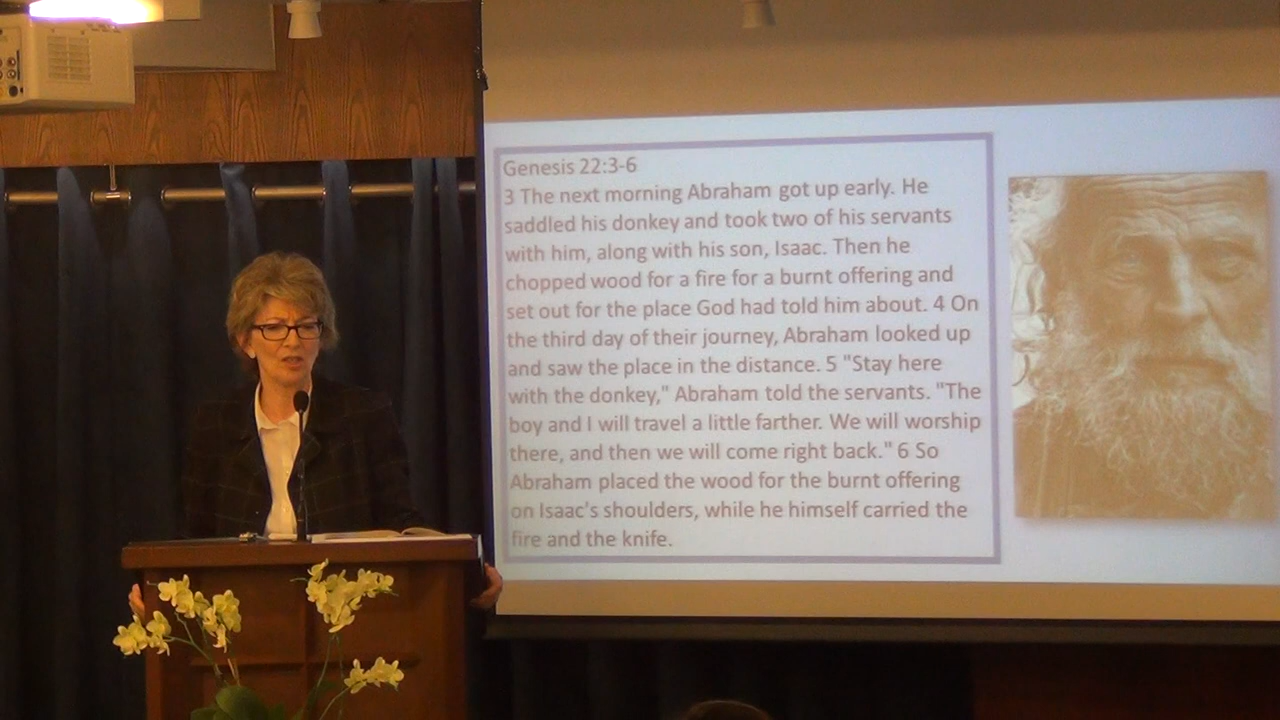 Genesis 22:3-6
3 The next morning Abraham got up early. He
saddled his donkey and took two of his servants
with him, along with his son, Isaac. Then he
chopped wood for a fire for a burnt offering and
set out for the place God had told him about. 4 On
the third day of their journey, Abraham looked up
and saw the place in the distance. 5 "Stay here
with the donkey," Abraham told the servants. "The
boy and I will travel a little farther. We will worship
there, and then we will come right back." 6 So
Abraham placed the wood for the burnt offering
on Isaac's shoulders, while he himself carried the
fire and the knife.